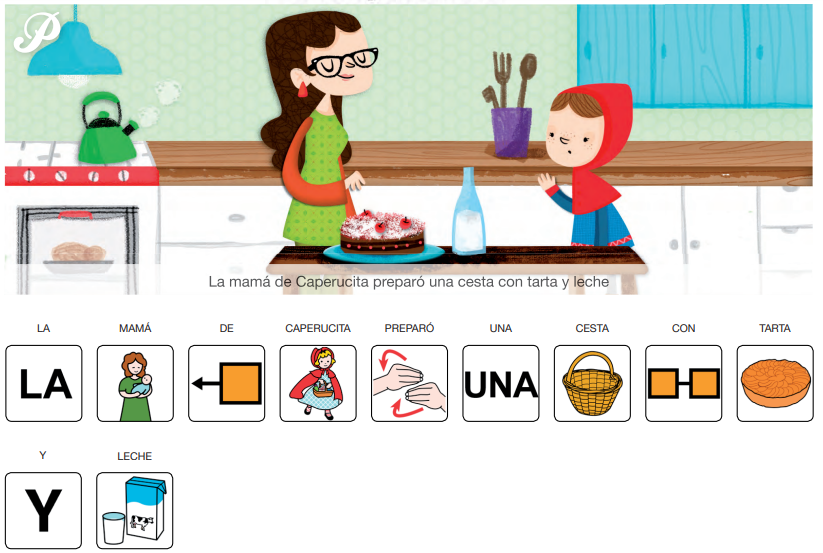 P
La mamá de Caperucita preparó una cesta con tarta y leche
LA MAMÁ DE CAPERUCITA PREPARÓ UNA CESTA CON TARTA
LA UNA
Y LECHE
Y